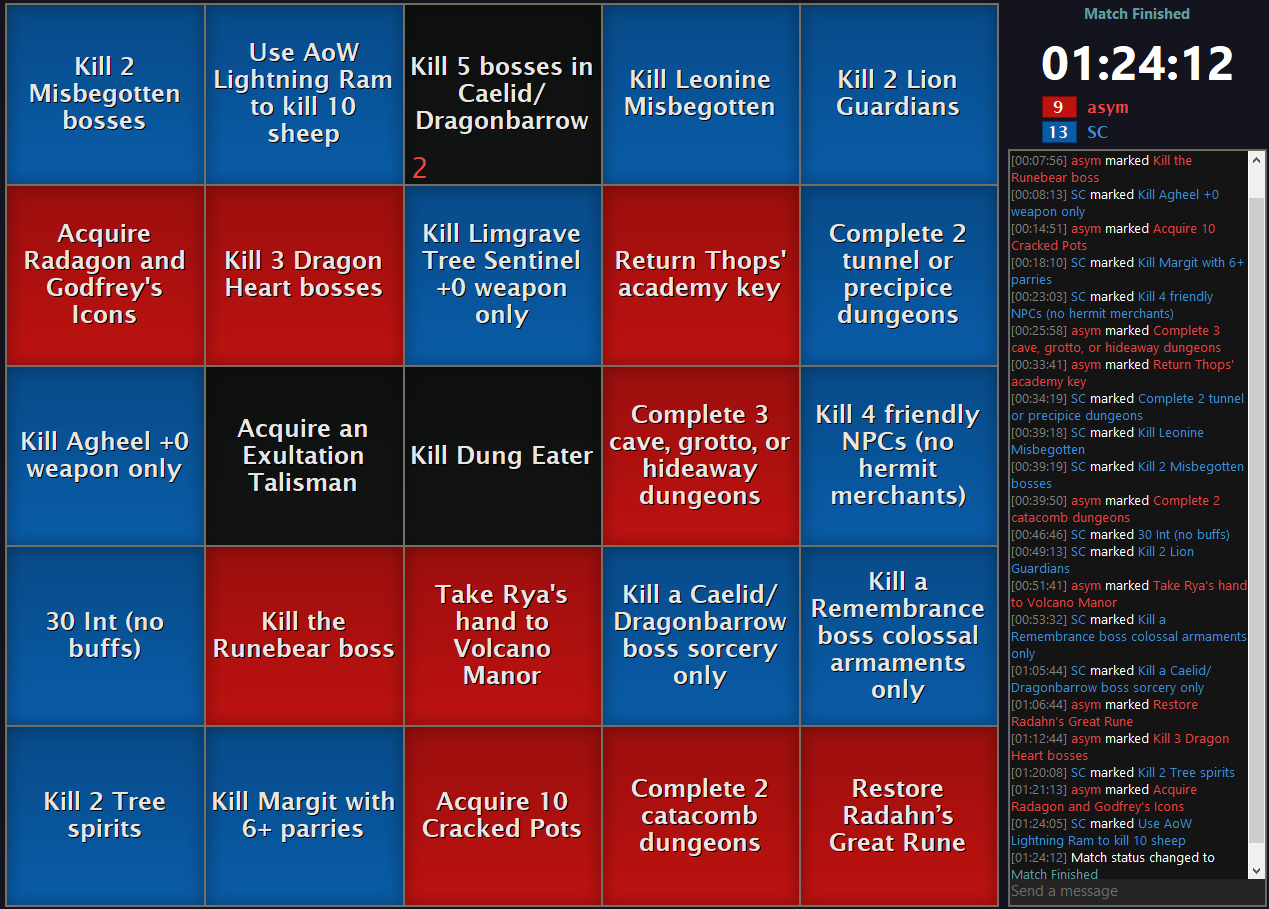 Kill 2
Misbegotten
bosses
Use AoW
Lightning Ram
to kill 10
sheep
Kill 5 bosses in
Caelid/
Dragonbarrow
2
Kill Leonine
Misbegotten
Kill 2 Lion
Guardians
Acquire
Radagon and
Godfrey's
Icons
Kill 3 Dragon
Heart bosses
Kill Limgrave
Tree Sentinel
+0 weapon
only
Return Thops'
academy key
Complete 2
tunnel or
precipice
dungeons
Kill Agheel +0
weapon only
Acquire an
Exultation
Talisman
Kill Dung Eater
Complete 3
cave, grotto, or
hideaway
dungeons
Kill 4 friendly
NPCs (no
hermit
merchants)
30 Int (no
buffs)
Kill the
Runebear boss
Take Rya's
hand to
Volcano
Manor
Kill a Caelid/
Dragonbarrow
boss sorcery
only
Kill a
Remembrance
boss colossal
armaments
only
Kill 2 Tree
spirits
Kill Margit with
6+ parries
Acquire 10
Cracked Pots
Complete 2
catacomb
dungeons
Restore
Radahn’s
Great Rune
Match Finished
01:24:12
9 asym
13 SC
[00:07:56] asym marked Kill the
Runebear boss
[00:08:13] SC marked Kill Agheel +0
weapon only
[00:14:51] asym marked Acquire 10
Cracked Pots
[00:18:10] SC marked Kill Margit with 6+
parries
[00:23:03] SC marked Kill 4 friendly
NPCs (no hermit merchants)
[00:25:58] asym marked Complete 3
cave, grotto, or hideaway dungeons
[00:33:41] asym marked Return Thops'
academy key
[00:34:19] SC marked Complete 2 tunnel
or precipice dungeons
[00:39:18] SC marked Kill Leonine
Misbegotten
[00:39:19] SC marked Kill 2 Misbegotten
bosses
[00:39:50] asym marked Complete 2
catacomb dungeons
[00:46:46] SC marked 30 Int (no buffs)
[00:49:13] SC marked Kill 2 Lion
Guardians
[00:51:41] asym marked Take Rya's hand
to Volcano Manor
[00:53:32] SC marked Kill a
Remembrance boss colossal armaments
only
[01:05:44] SC marked Kill a Caelid/
Dragonbarrow boss sorcery only
[01:06:44] asym marked Restore
Radahn's Great Rune
[01:12:44] asym marked Kill 3 Dragon
Heart bosses
[01:20:08] SC marked Kill 2 Tree spirits
[01:21:13] asym marked Acquire
Radagon and Godfrey's Icons
[01:24:05] SC marked Use AoW
Lightning Ram to kill 10 sheep
[01:24:12] Match status changed to
Match Finished
Send a message